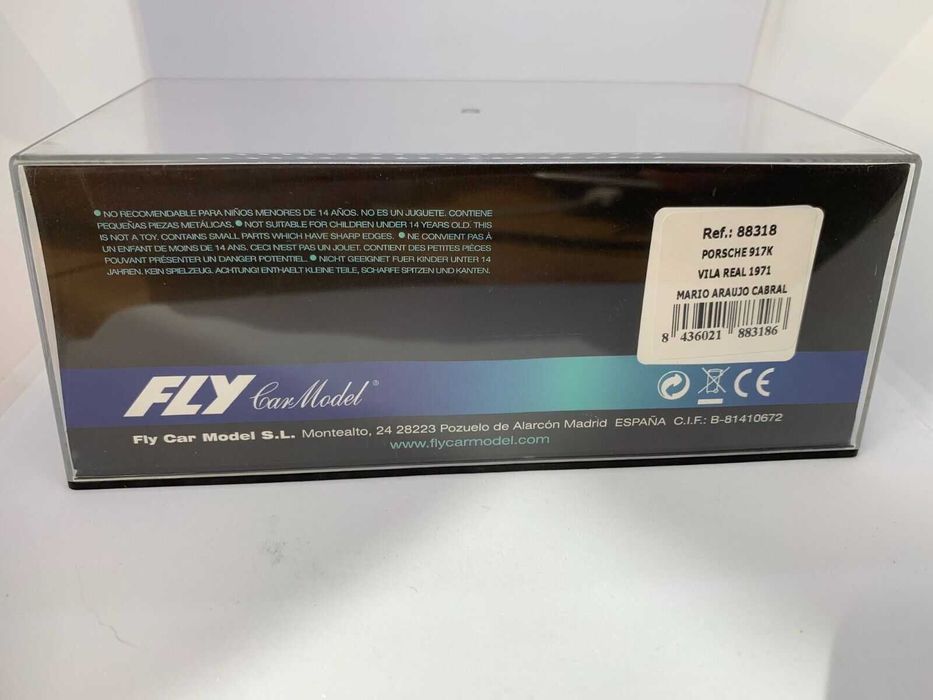 ● NO RECOMENDABLE PARA NIÑOS MENORES DE 14 AÑOS. NO ES UN JUGUETE. CONTIENE
PEQUEÑAS PIEZAS METÁLICAS. ● NOT SUITABLE FOR CHILDREN UNDER 14 YEARS OLD. THIS
IS NOT A TOY. CONTAINS SMALL PARTS WHICH HAVE SHARP EDGES. ● NE CONVIENT PAS À
UN ENFANT DE MOINS DE 14 ANS. CECI N'EST PAS UN JOUET. CONTIENT DES PETITES PIÈCES
POUVANT PRÉSENTER UN DANGER POTENTIEL. ● NICHT GEEIGNET FUER KINDER UNTER 14
JAHREN. KEIN SPIELZEUG. ACHTUNG! ENTHAELT KLEINE TEILE, SCHARFE SPITZEN UND KANTEN.
Ref.: 88318
PORSCHE 917K
VILA REAL 1971
MARIO ARAUJO CABRAL
8 436021 883186
FLY Car Model ®
CE
Fly Car Model S.L. Montealto, 24 28223 Pozuelo de Alarcón Madrid ESPAÑA C.I.F.: B-81410672
www.flycarmodel.com